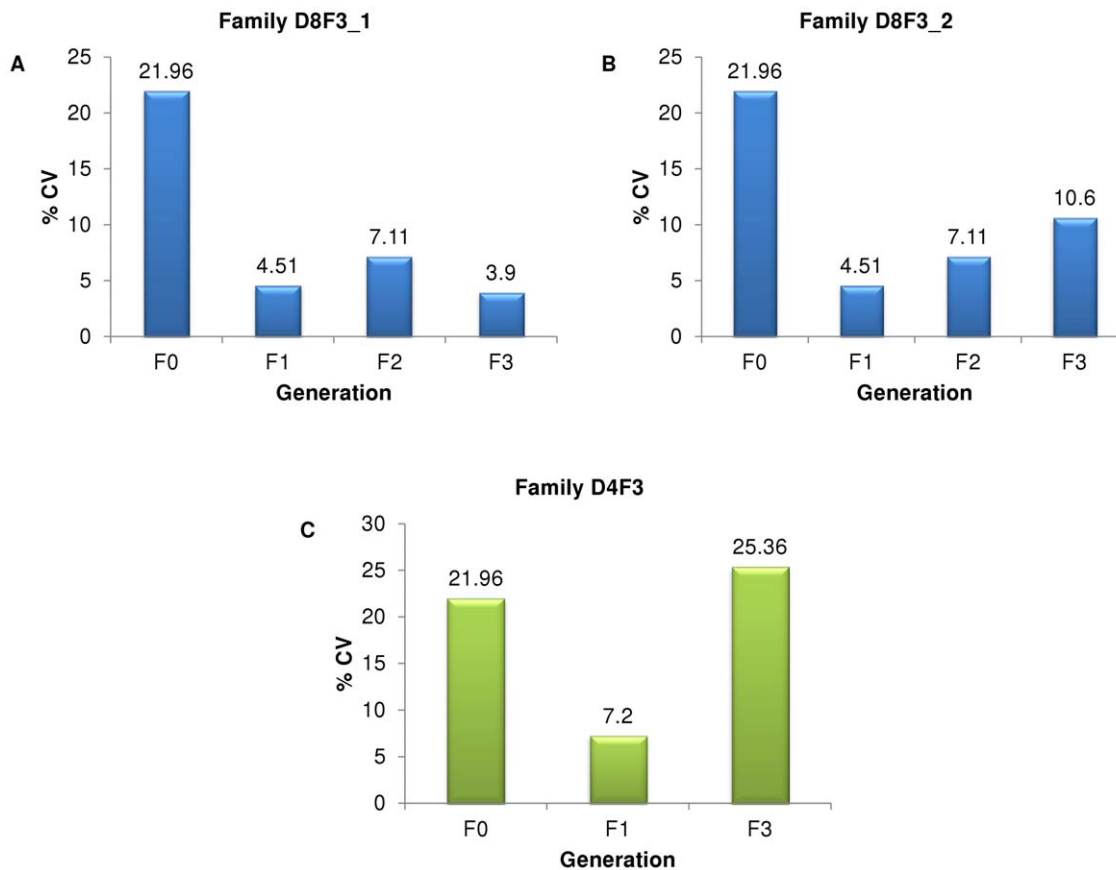 Family D8F3_1
A
25
20
15
10
5
0
% CV
21.96
4.51
7.11
3.9
F0 F1 F2 F3
Generation
Family D8F3_2
B
25
20
15
10
5
0
% CV
21.96
4.51
7.11
10.6
F0 F1 F2 F3
Generation
Family D4F3
C
30
25
20
15
10
5
0
% CV
21.96
7.2
25.36
F0 F1 F3
Generation